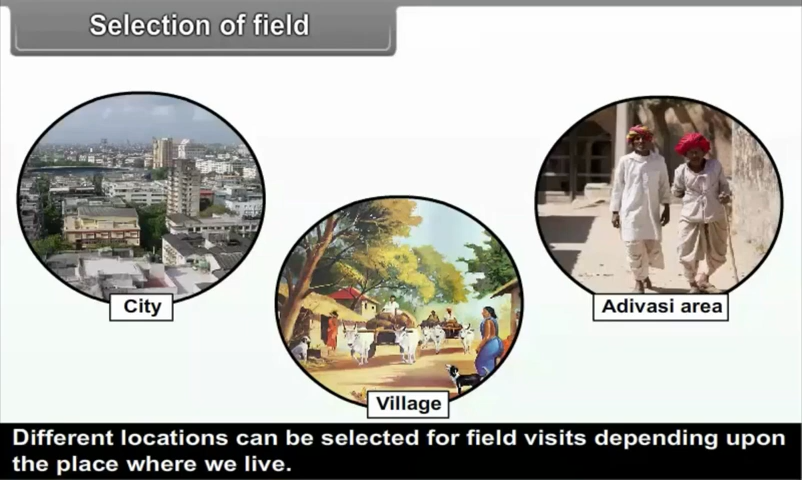 Selection of field
City
Adivasi area
Village
Different locations can be selected for field visits depending upon
the place where we live.